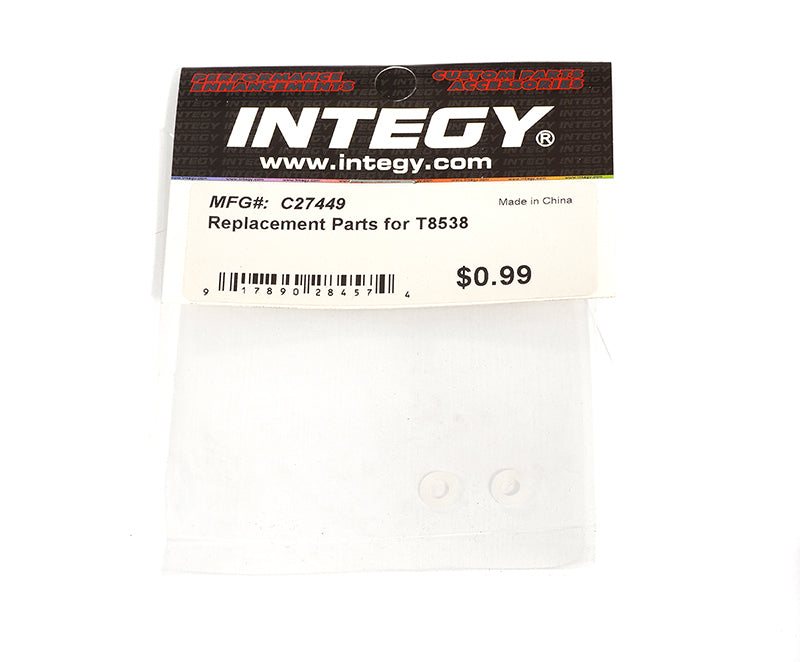 PERFORMANCE
ENHANCEMENTS
CUSTOM PARTS
ACCESSORIES
INTEGY®
www.integy.com
MFG#: C27449
Made in China
Replacement Parts for T8538
$0.99
9 17890 28457 4